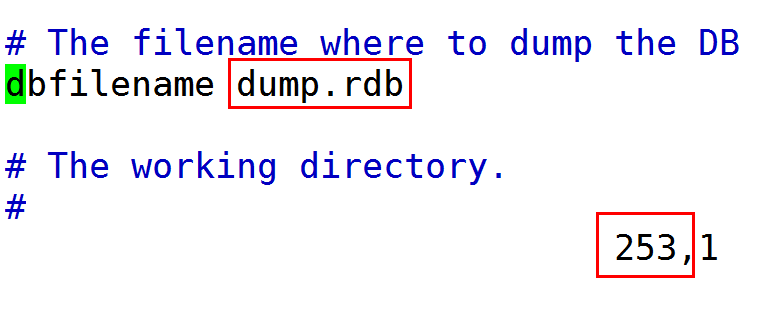 # The filename where to dump the DB
dbfilename dump.rdb
# The working directory.
#
253,1